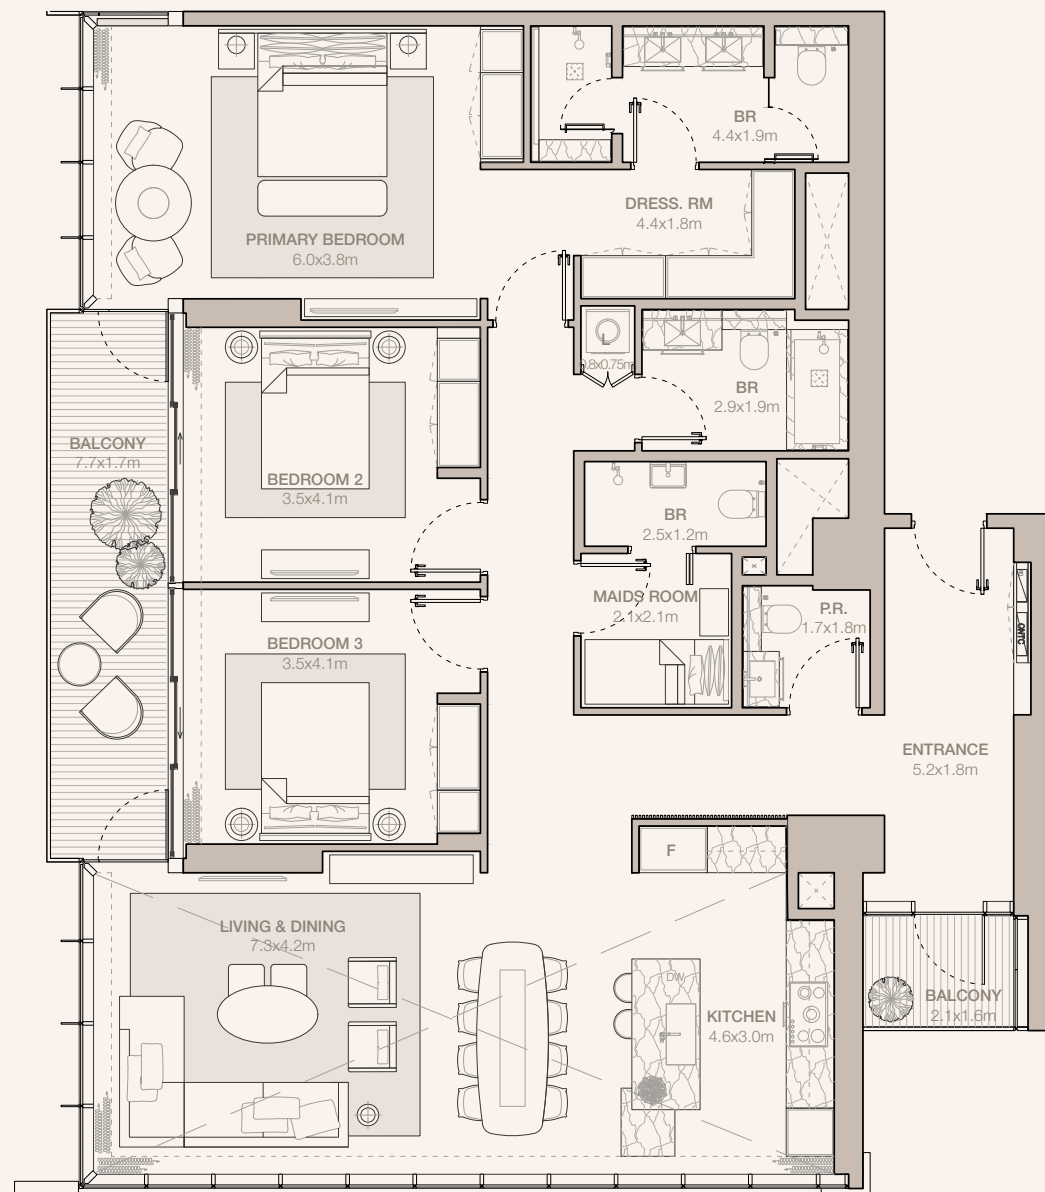 BR
4.4x1.9m
DRESS. RM
4.4x1.8m
PRIMARY BEDROOM
6.0x3.8m
0.8x0.75m
BR
2.9x1.9m
BALCONY
7.7x1.7m
BEDROOM 2
3.5x4.1m
BR
2.5x1.2m
MAIDS ROOM
2.1x2.1m
P.R.
1.7x1.8m
BEDROOM 3
3.5x4.1m
ENTRANCE
5.2x1.8m
F
LIVING & DINING
7.3x4.2m
DW
KITCHEN
4.6x3.0m
BALCONY
2.1x1.6m